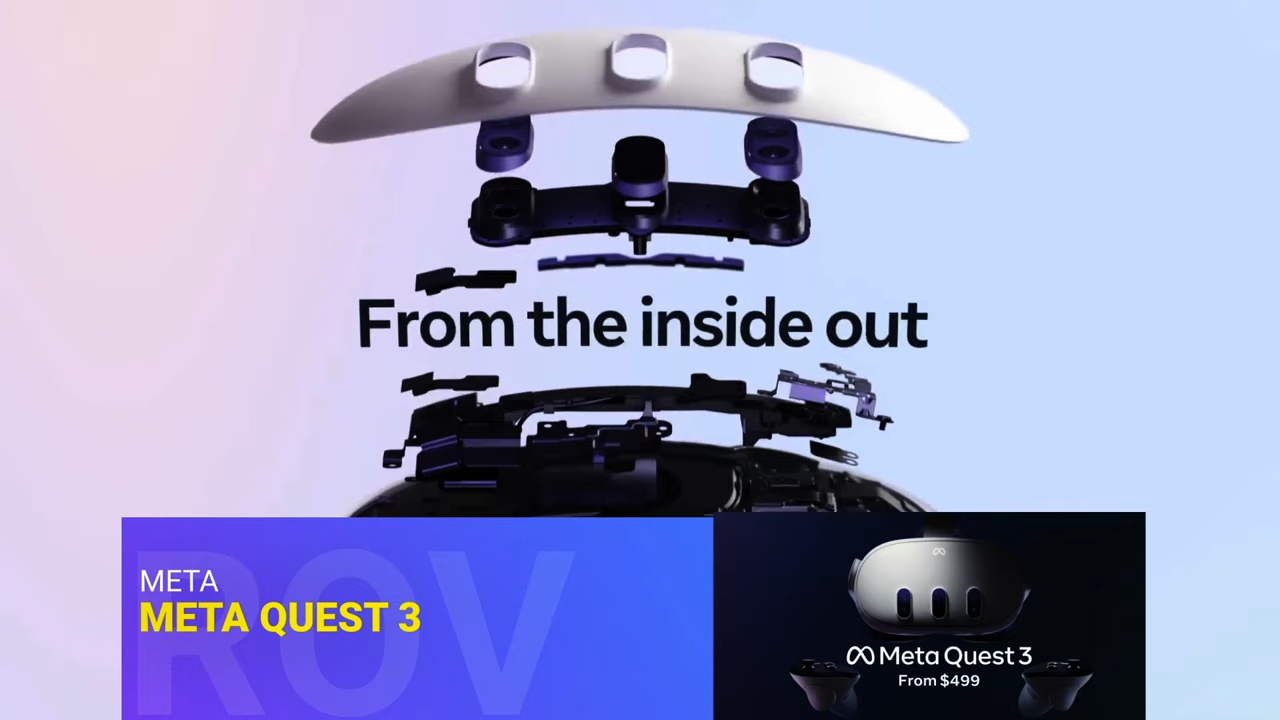 From the inside out
ROV
META
META QUEST 3
Meta Quest 3
From $499